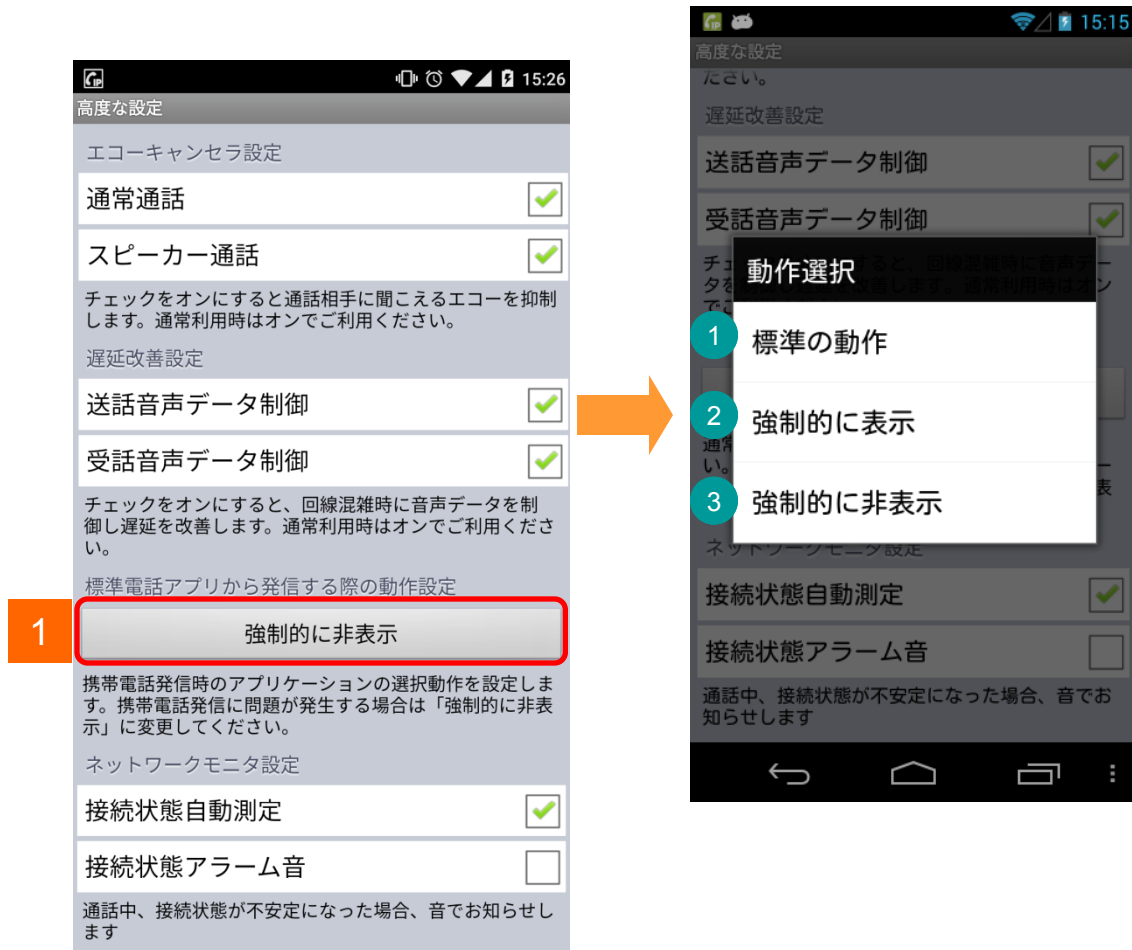 15:26
高度な設定
エコーキャンセラ設定
通常通話
スピーカー通話
チェックをオンにすると通話相手に聞こえるエコーを抑制
します。通常利用時はオンでご利用ください。
遅延改善設定
送話音声データ制御
受話音声データ制御
チェックをオンにすると、回線混雑時に音声データを制
御し遅延を改善します。通常利用時はオンでご利用くださ
い。
標準電話アプリから発信する際の動作設定
1
強制的に非表示
携帯電話発信時のアプリケーションの選択動作を設定しま
す。携帯電話発信に問題が発生する場合は「強制的に非表
示」に変更してください。
ネットワークモニタ設定
接続状態自動測定
接続状態アラーム音
通話中、接続状態が不安定になった場合、音でお知らせし
ます
15:15
高度な設定
ださい。
遅延改善設定
送話音声データ制御
受話音声データ制御
動作選択
1 標準の動作
2 強制的に表示
3 強制的に非表示
ネットワークモニタ設定
接続状態自動測定
接続状態アラーム音
通話中、接続状態が不安定になった場合、音でお
知らせします